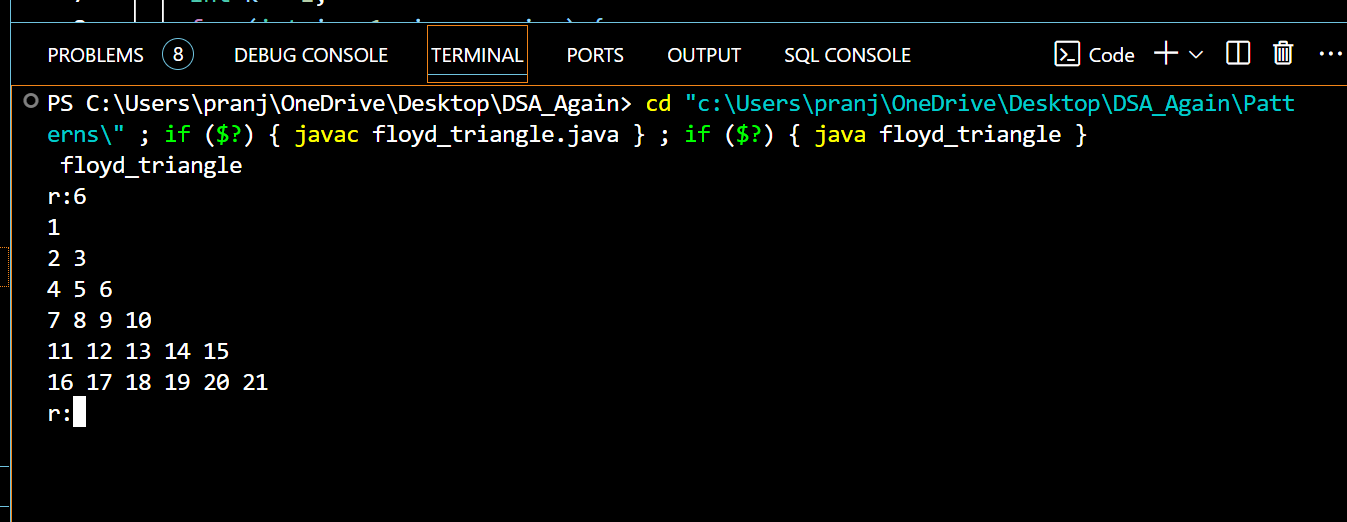 PROBLEMS 8 DEBUG CONSOLE TERMINAL PORTS OUTPUT SQL CONSOLE Code
PS C:\Users\pranj\OneDrive\Desktop\DSA_Again> cd "c:\Users\pranj\OneDrive\Desktop\DSA_Again\Patt
erns\" ; if ($?) { javac floyd_triangle.java } ; if ($?) { java floyd_triangle }
floyd_triangle
r:6
1
2 3
4 5 6
7 8 9 10
11 12 13 14 15
16 17 18 19 20 21
r: